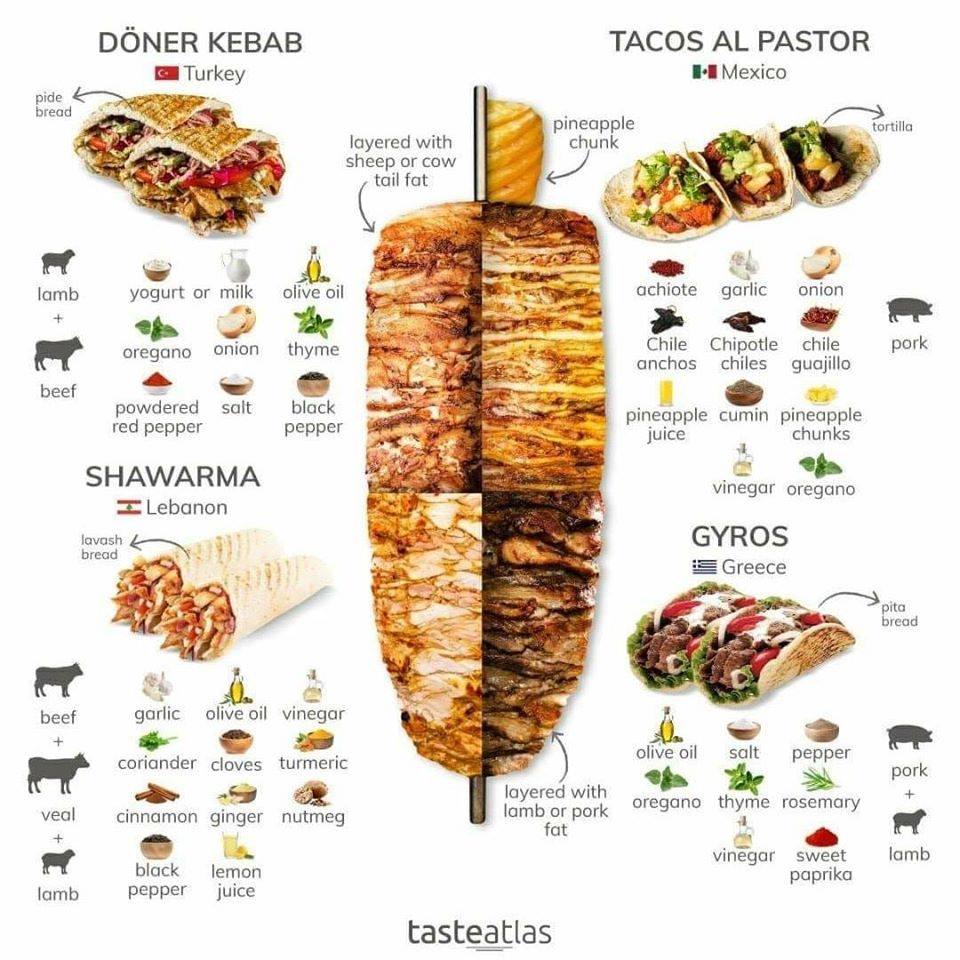 DÖNER KEBAB
Turkey
pide
bread
lamb
+
beef
yogurt or milk
olive oil
oregano
onion
thyme
powdered
red pepper
salt
black
pepper
layered with
sheep or cow
tail fat
pineapple
chunk
TACOS AL PASTOR
Mexico
tortilla
achiote
garlic
onion
Chile
anchos
Chipotle
chiles
chile
guajillo
pineapple
juice
cumin
pineapple
chunks
vinegar
oregano
pork
SHAWARMA
Lebanon
lavash
bread
beef
+
veal
+
lamb
garlic
olive oil
vinegar
coriander
cloves
turmeric
cinnamon
ginger
nutmeg
black
pepper
lemon
juice
GYROS
Greece
pita
bread
layered with
lamb or pork
fat
olive oil
salt
pepper
oregano
thyme
rosemary
vinegar
sweet
paprika
pork
+
lamb
tasteatlas